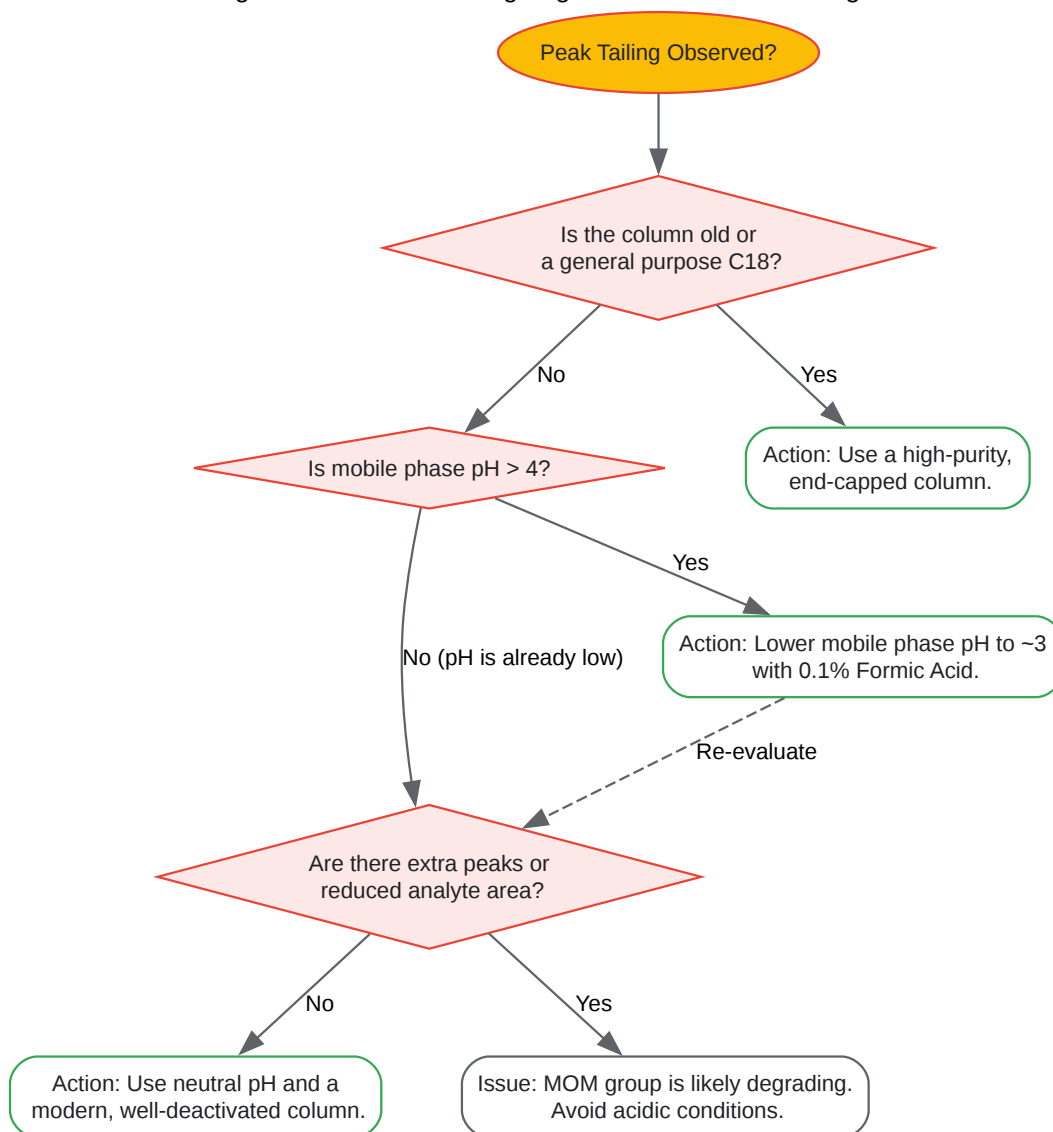 Peak Tailing Observed?
Is the column old or
a general purpose C18?
No
Yes
Is mobile phase pH > 4?
Action: Use a high-purity,
end-capped column.
Yes
No (pH is already low)
Action: Lower mobile phase pH to ~3
with 0.1% Formic Acid.
Re-evaluate
Are there extra peaks or
reduced analyte area?
No
Yes
Action: Use neutral pH and a
modern, well-deactivated column.
Issue: MOM group is likely degrading.
Avoid acidic conditions.